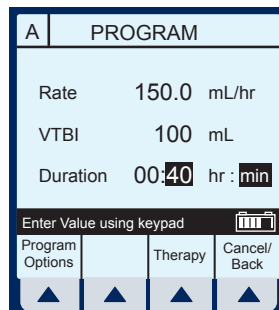 A PROGRAM
Rate 150.0 mL/hr
VTBI 100 mL
Duration 00:40 hr : min
Enter Value using keypad
Program Options Therapy Cancel/ Back